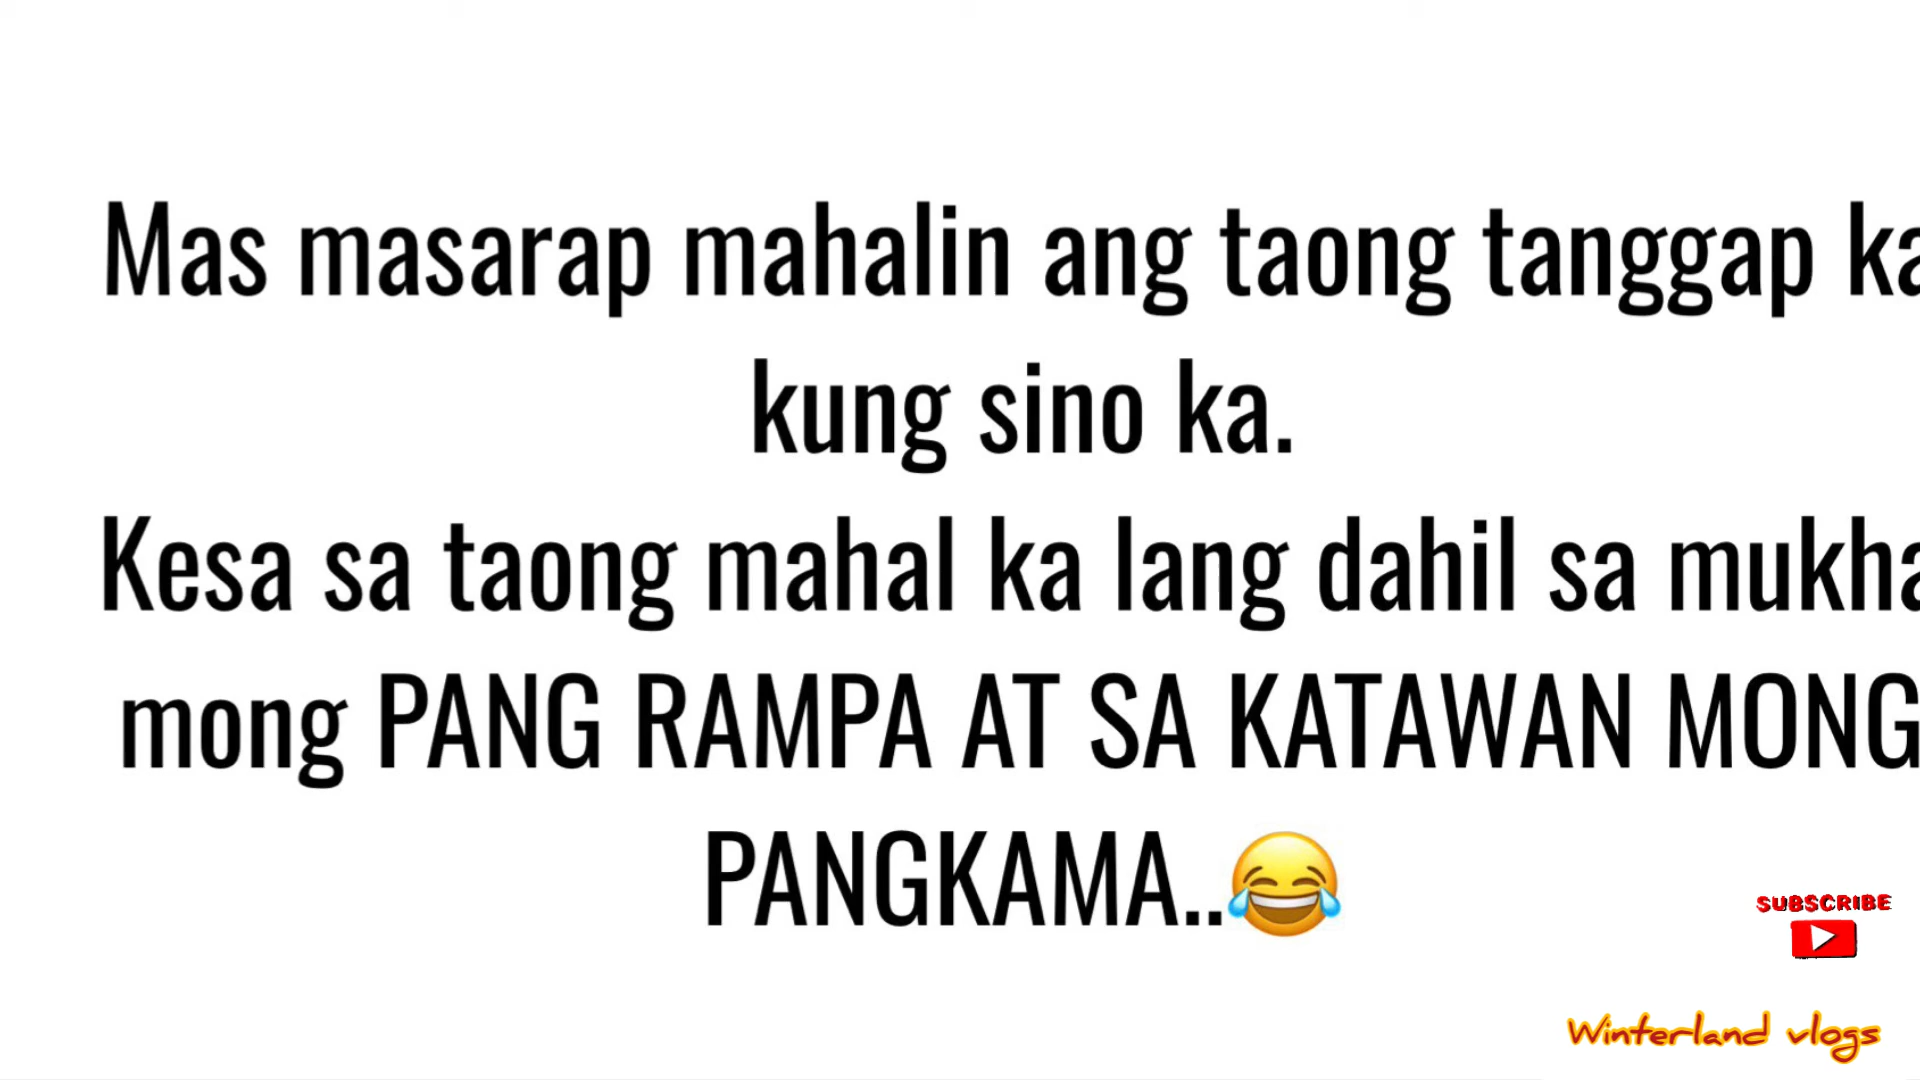 Mas masarap mahalin ang taong tanggap ka
kung sino ka.
Kesa sa taong mahal ka lang dahil sa mukha
mong PANG RAMPA AT SA KATAWAN MONG
PANGKAMA..😂
SUBSCRIBE
Winterland vlogs